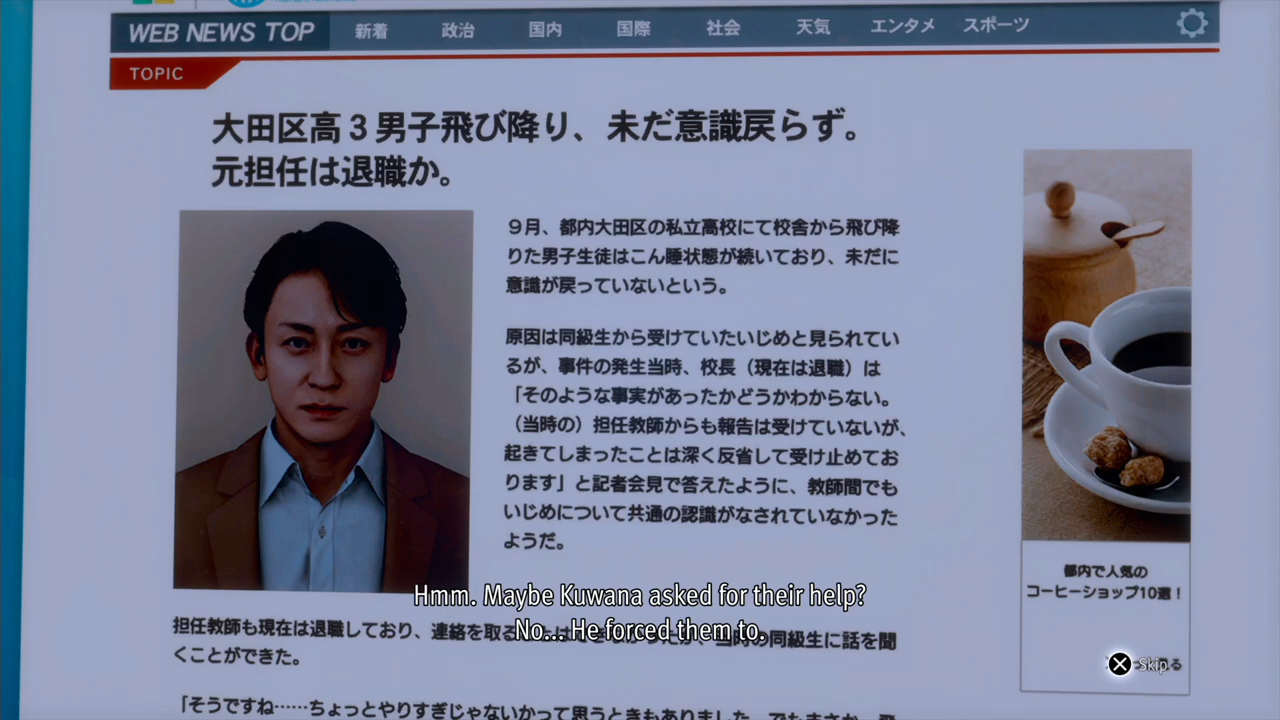 WEB NEWS TOP 新着 政治 国内 国際 社会 天気 エンタメ スポーツ
TOPIC
大田区高3男子飛び降り、未だ意識戻らず。
元担任は退職か。
9月、都内大田区の私立高校にて校舎から飛び降
りた男子生徒はこん睡状態が続いており、未だに
意識が戻っていないという。
原因は同級生から受けていたいじめと見られてい
るが、事件の発生当時、校長（現在は退職）は
「そのような事実があったかどうかわからない。
（当時の）担任教師からも報告は受けていないが、
起きてしまったことは深く反省して受け止めてお
ります」と記者会見で答えたように、教師間でも
いじめについて共通の認識がなされていなかった
ようだ。
担任教師も現在は退職しており、連絡を取る 当時の同級生に話を聞
くことができた。
「そうですね……ちょっとやりすぎじゃないかって思うときもありました。でもまさか、飛
都内で人気の
コーヒーショップ10選！
Hmm. Maybe Kuwana asked for their help?
No... He forced them to.
Skip